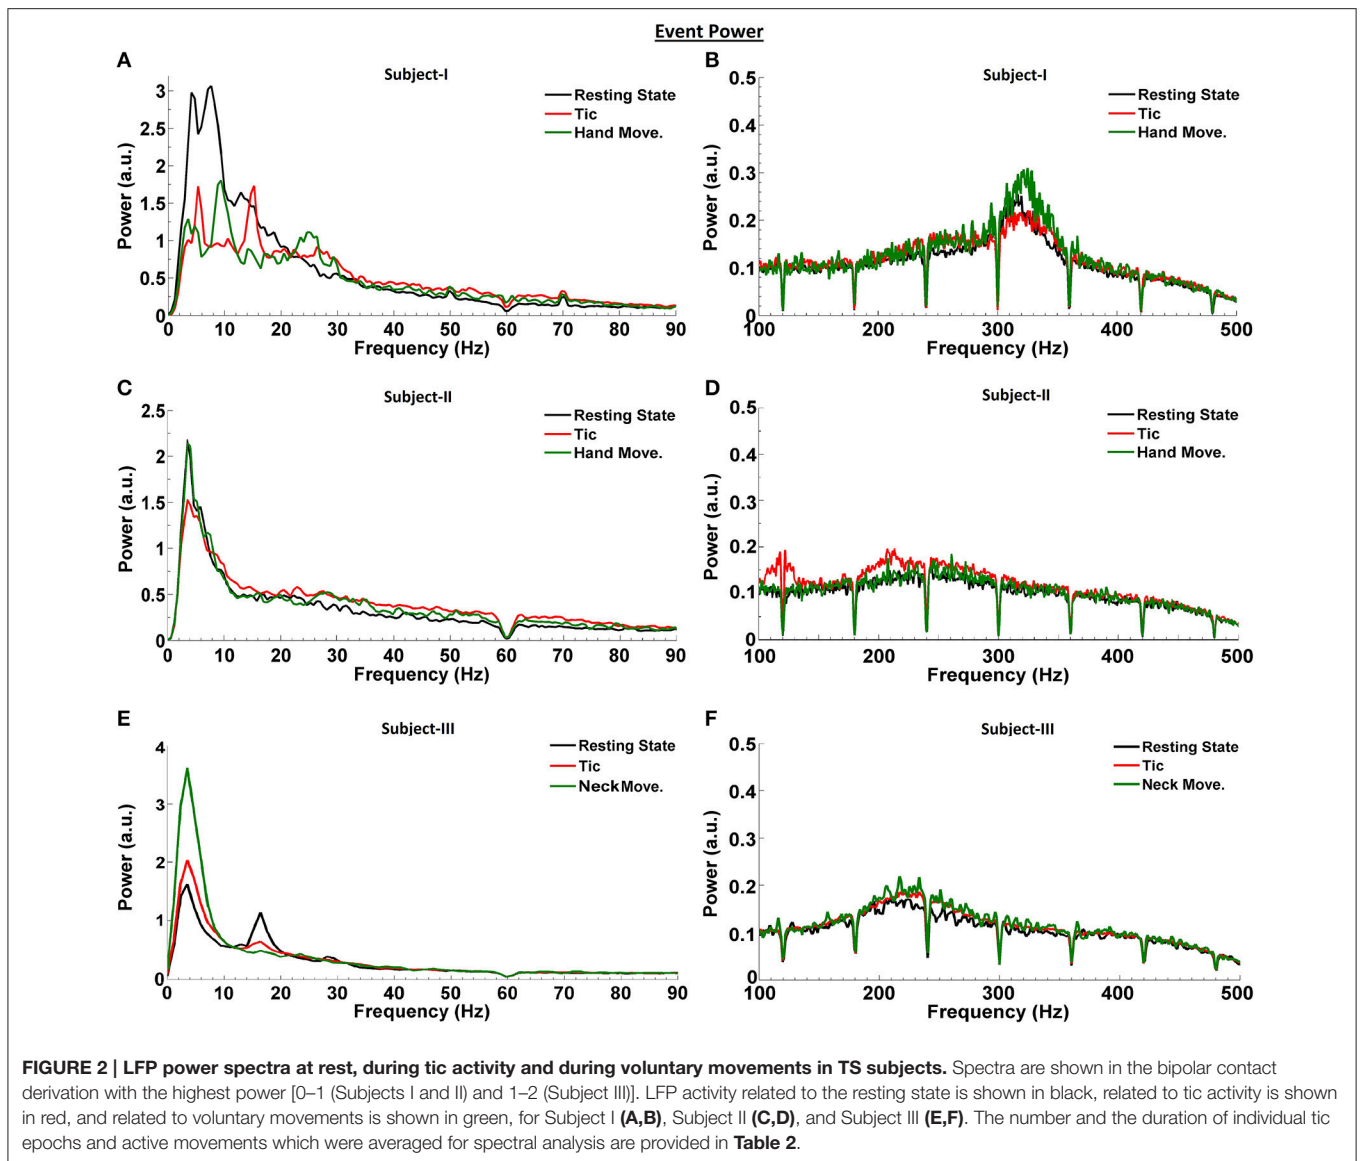 Event Power
A
Subject-I
Resting State
Tic
Hand Move.
Power (a.u.)
3
2.5
2
1.5
1
0.5
0
0 10 20 30 40 50 60 70 80 90
Frequency (Hz)
B
Subject-I
Resting State
Tic
Hand Move.
Power (a.u.)
0.5
0.4
0.3
0.2
0.1
0
100 200 300 400 500
Frequency (Hz)
C
Subject-II
Resting State
Tic
Hand Move.
Power (a.u.)
2.5
2
1.5
1
0.5
0
0 10 20 30 40 50 60 70 80 90
Frequency (Hz)
D
Subject-II
Resting State
Tic
Hand Move.
Power (a.u.)
0.5
0.4
0.3
0.2
0.1
0
100 200 300 400 500
Frequency (Hz)
E
Subject-III
Resting State
Tic
NeckMove.
Power (a.u.)
4
3
2
1
0
0 10 20 30 40 50 60 70 80 90
Frequency (Hz)
F
Subject-III
Resting State
Tic
Neck Move.
Power (a.u.)
0.5
0.4
0.3
0.2
0.1
0
100 200 300 400 500
Frequency (Hz)
FIGURE 2 | LFP power spectra at rest, during tic activity and during voluntary movements in TS subjects. Spectra are shown in the bipolar contact
derivation with the highest power [0–1 (Subjects I and II) and 1–2 (Subject III)]. LFP activity related to the resting state is shown in black, related to tic activity is shown
in red, and related to voluntary movements is shown in green, for Subject I (A,B), Subject II (C,D), and Subject III (E,F). The number and the duration of individual tic
epochs and active movements which were averaged for spectral analysis are provided in Table 2.